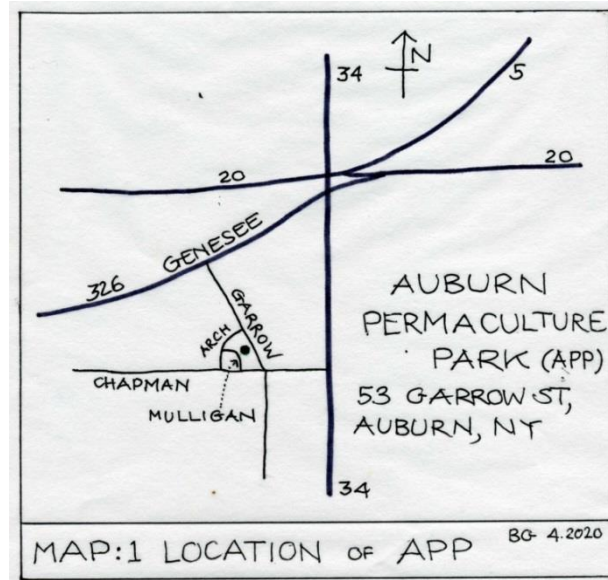 34
N
5
20
20
GENESEE
326
GARROW
ARCH
CHAPMAN
MULLIGAN
34
AUBURN
PERMACULTURE
PARK (APP)
53 GARROW ST,
AUBURN, NY
MAP:1 LOCATION OF APP
BG 4.2020